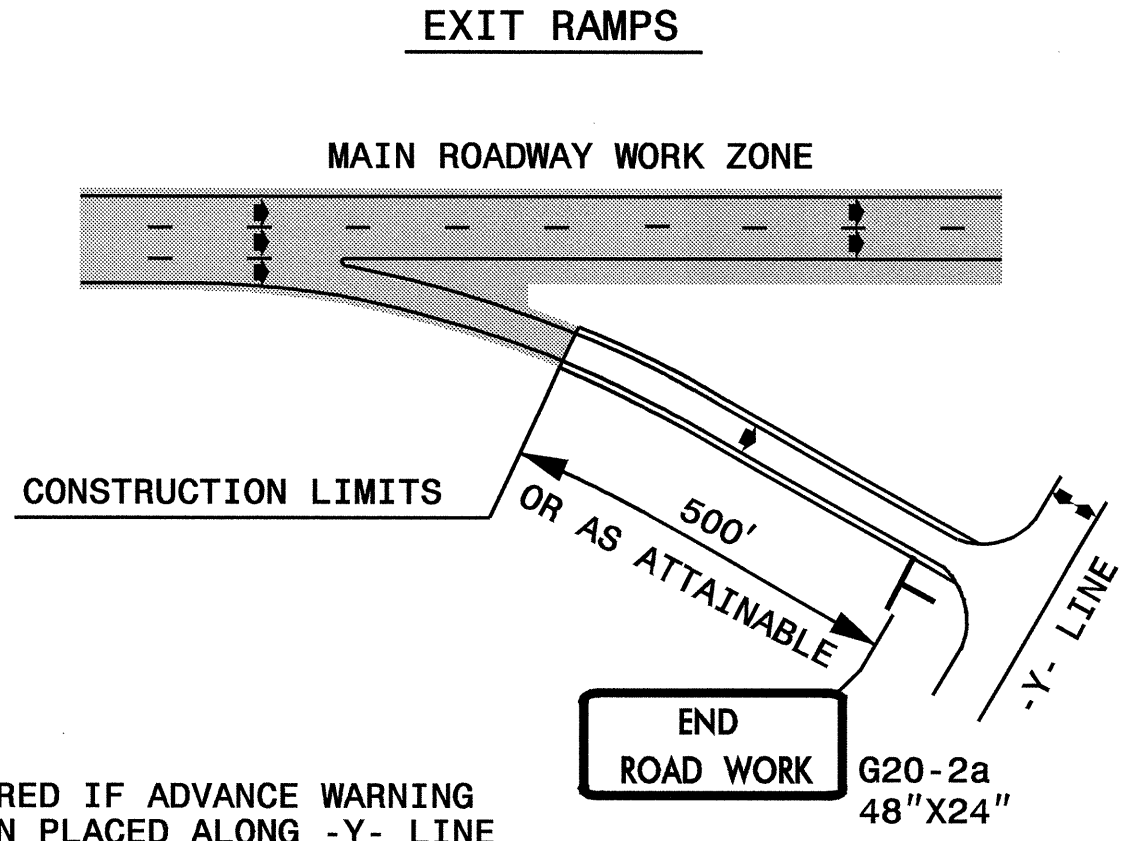 EXIT RAMPS
MAIN ROADWAY WORK ZONE
CONSTRUCTION LIMITS
500'
OR AS ATTAINABLE
-Y- LINE
END
ROAD WORK
G20-2a
48"X24"
RED IF ADVANCE WARNING
N PLACED ALONG -Y- LINE